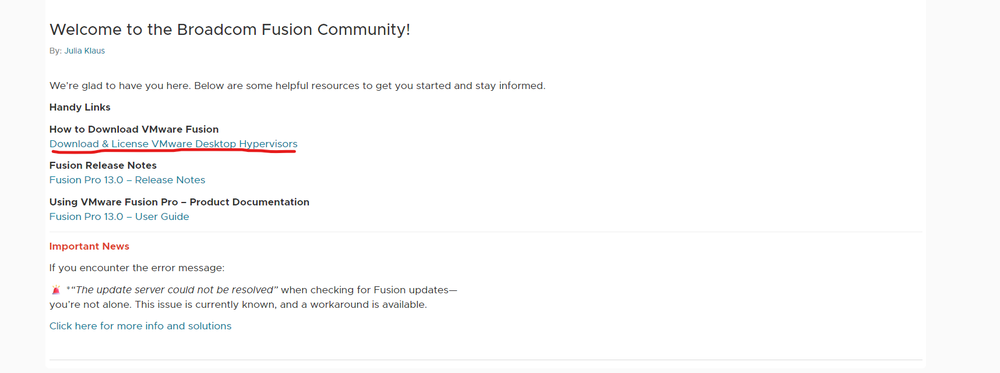 Welcome to the Broadcom Fusion Community!
By: Julia Klaus
We’re glad to have you here. Below are some helpful resources to get you started and stay informed.
Handy Links
How to Download VMware Fusion
Download & License VMware Desktop Hypervisors
Fusion Release Notes
Fusion Pro 13.0 – Release Notes
Using VMware Fusion Pro – Product Documentation
Fusion Pro 13.0 – User Guide
Important News
If you encounter the error message:
🚨 *“The update server could not be resolved” when checking for Fusion updates—
you’re not alone. This issue is currently known, and a workaround is available.
Click here for more info and solutions